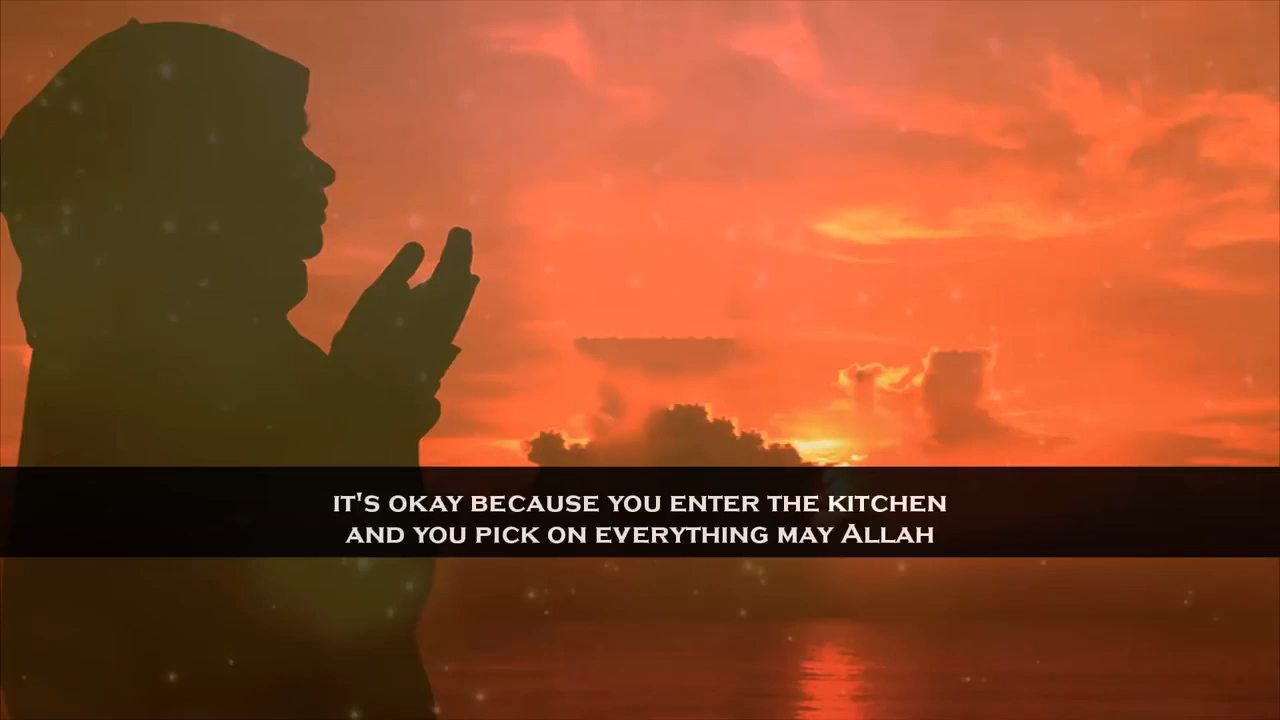 IT'S OKAY BECAUSE YOU ENTER THE KITCHEN
AND YOU PICK ON EVERYTHING MAY ALLAH